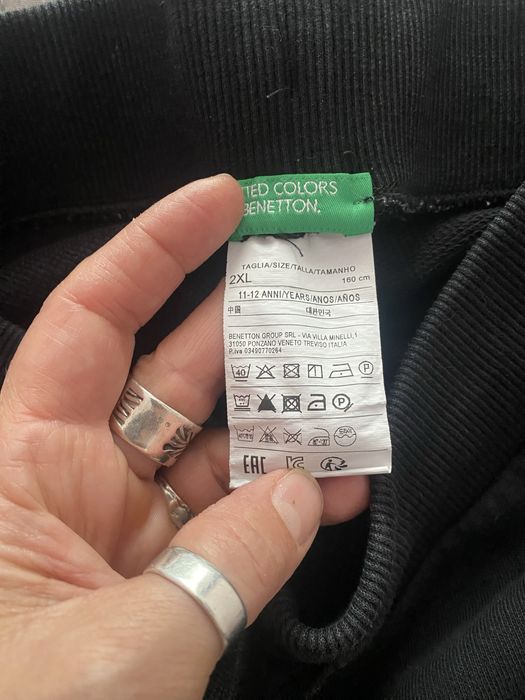 TED COLORS
BENETTON.
TAGLIA/SIZE/TALLA/TAMANHO
2XL 160 cm
11-12 ANNI/YEARS/ANOS/AÑOS
中国 대한민국
BENETTON GROUP SRL - VIA VILLA MINELLI,1
31050 PONZANO VENETO TREVISO ITALIA
P.iva 03490770264
40 P
P
EAC